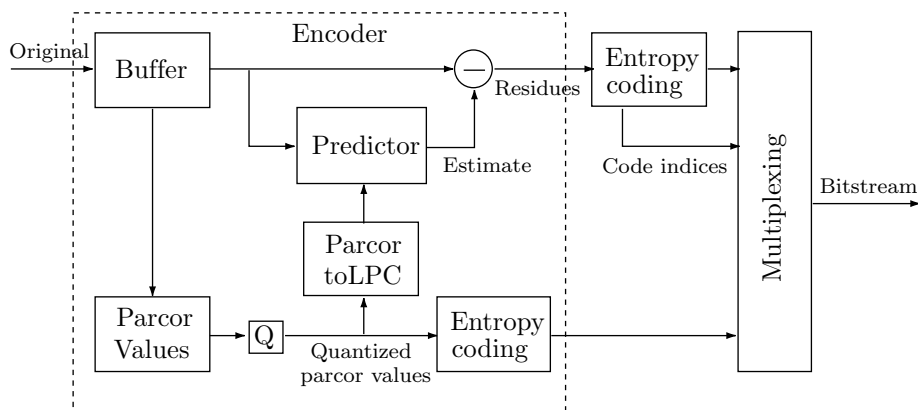 Encoder
Original
Buffer
—
Residues
Entropy
coding
Predictor
Estimate
Code indices
Multiplexing
Bitstream
Parcor
toLPC
Parcor
Values
Q
Quantized
parcor values
Entropy
coding